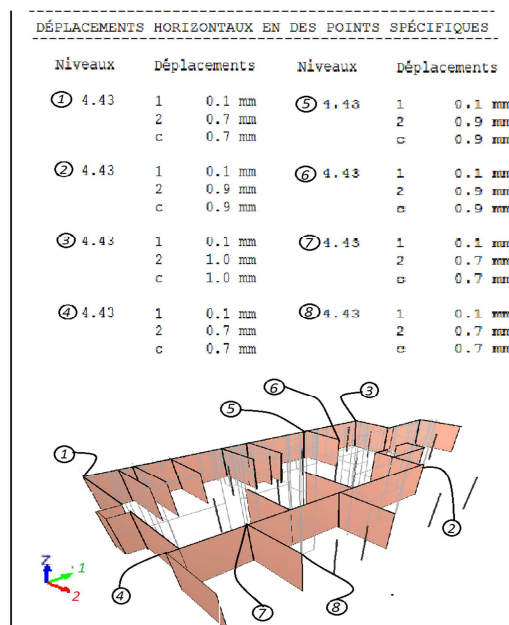 DÉPLACEMENTS HORIZONTAUX EN DES POINTS SPÉCIFIQUES
Niveaux Déplacements Niveaux Déplacements
1 4.43 1 0.1 mm 5 4.43 1 0.1 mm
2 0.7 mm 2 0.9 mm
c 0.7 mm c 0.9 mm
2 4.43 1 0.1 mm 6 4.43 1 0.1 mm
2 0.9 mm 2 0.9 mm
c 0.9 mm c 0.9 mm
3 4.43 1 0.1 mm 7 4.43 1 0.1 mm
2 1.0 mm 2 0.7 mm
c 1.0 mm c 0.7 mm
4 4.43 1 0.1 mm 8 4.43 1 0.1 mm
2 0.7 mm 2 0.7 mm
c 0.7 mm c 0.7 mm
6 3
5
1
2
Z 1
2
4
7 8